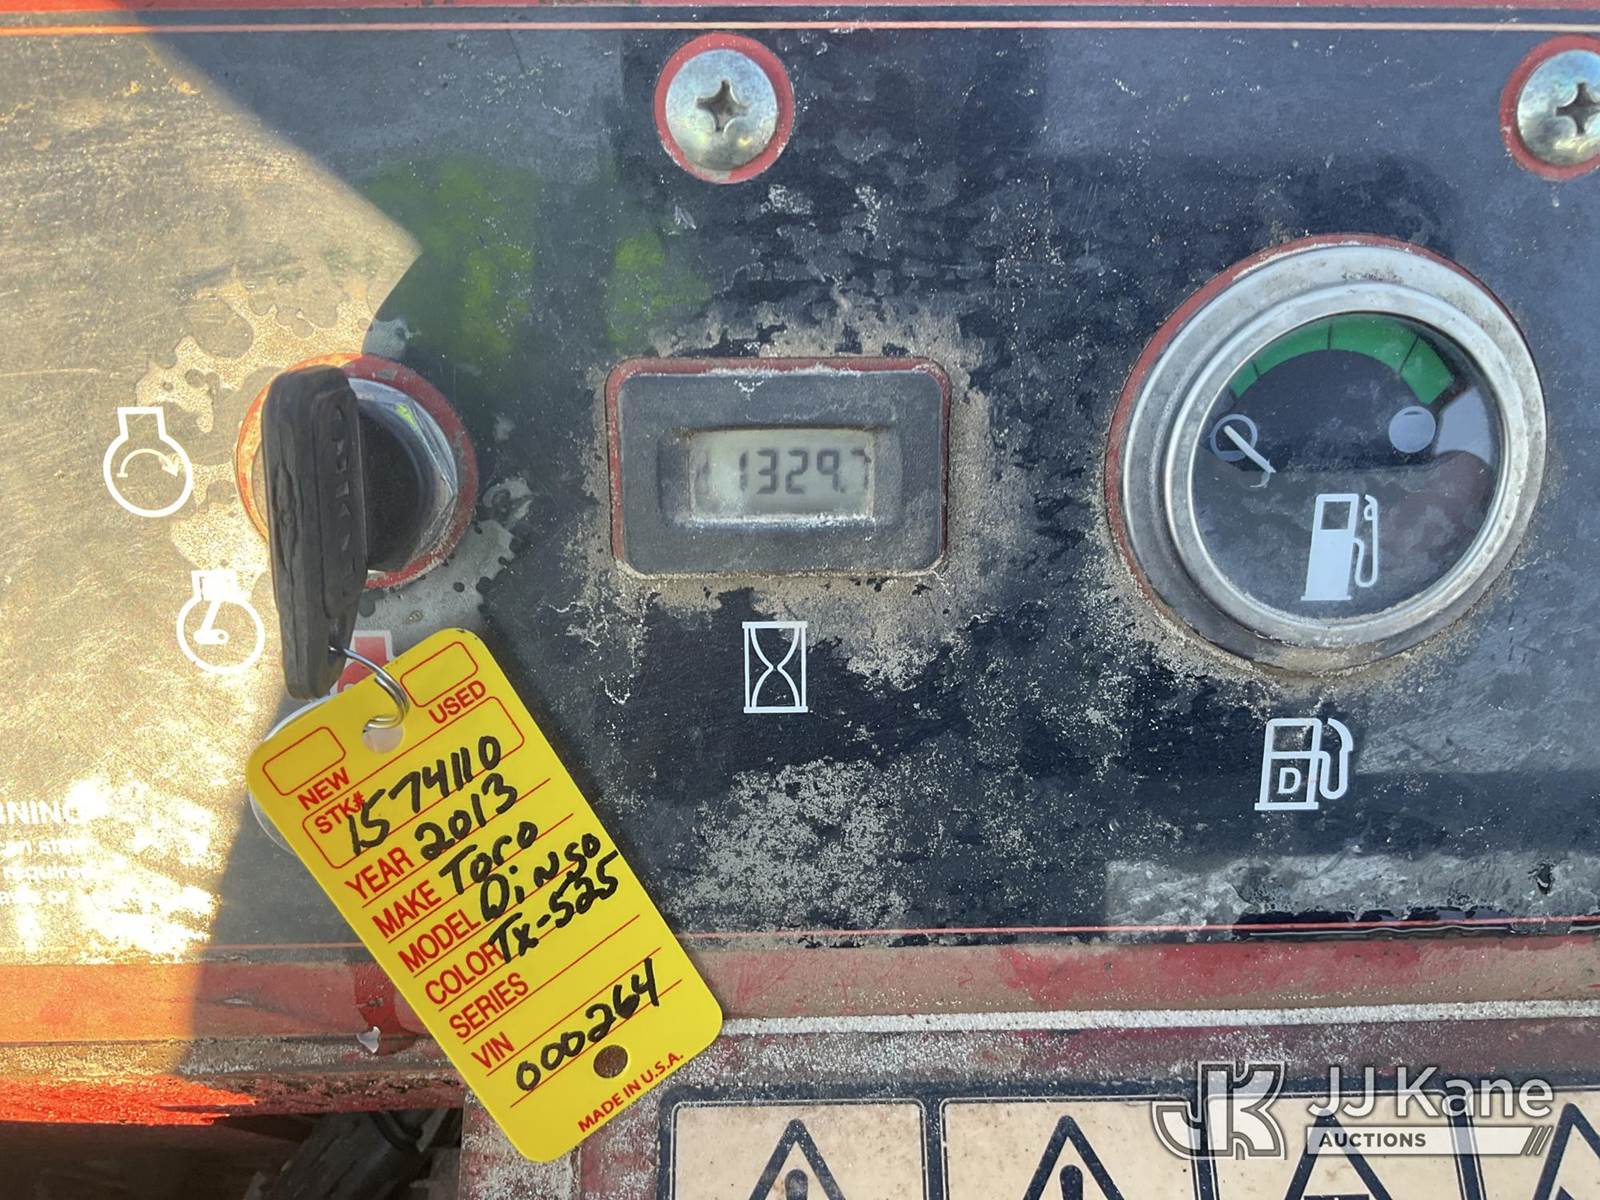 1329.7
D
USED
NEW
STK# 1574110
YEAR 2013
MAKE Toro
MODEL Dingo
COLOR TX-525
SERIES
VIN
000264
MADE IN U.S.A.
JJ Kane
AUCTIONS
JK